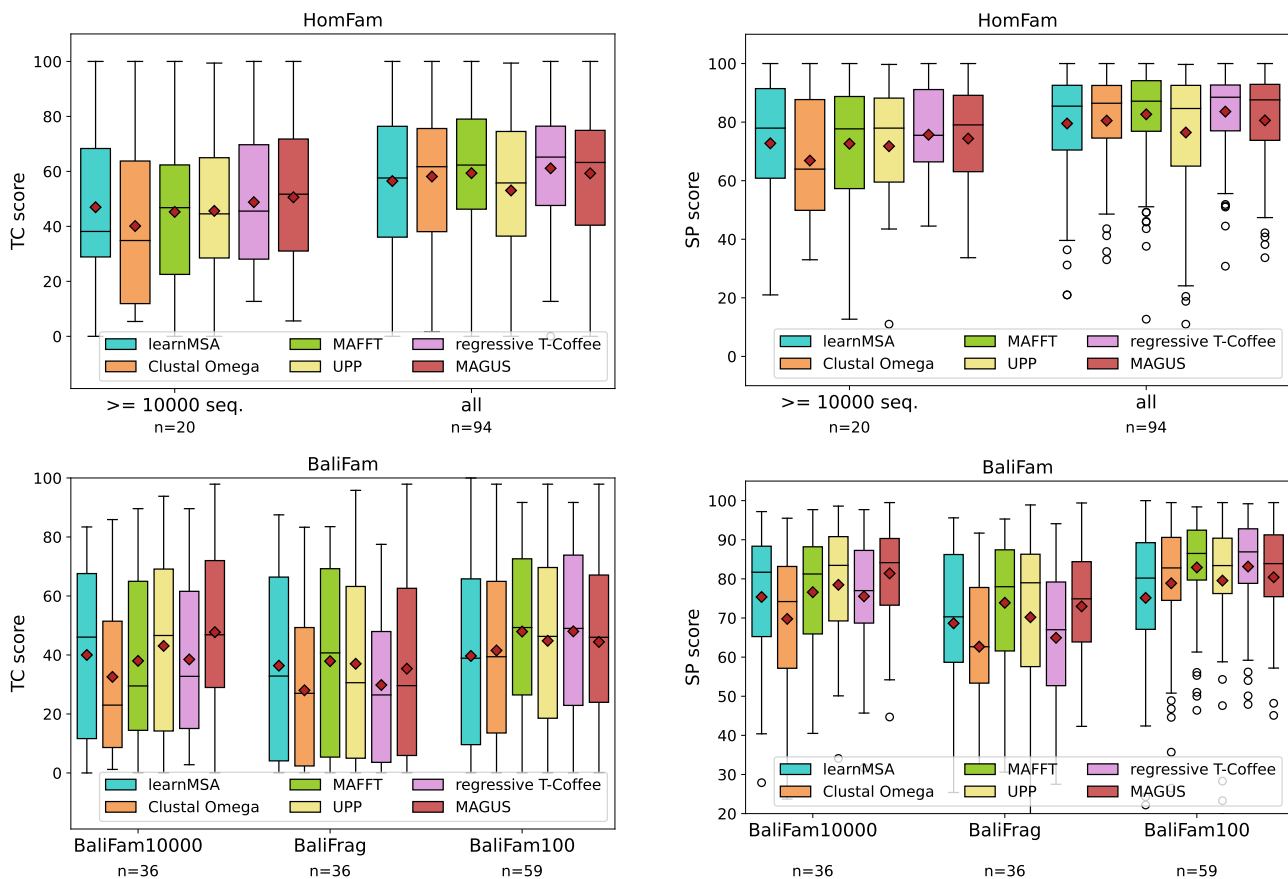 HomFam
TC score
100
80
60
40
20
0
learnMSA
MAFFT
regressive T-Coffee
Clustal Omega
UPP
MAGUS
>= 10000 seq.
all
n=20
n=94
HomFam
SP score
100
80
60
40
20
0
learnMSA
MAFFT
regressive T-Coffee
Clustal Omega
UPP
MAGUS
>= 10000 seq.
all
n=20
n=94
BaliFam
TC score
100
80
60
40
20
0
learnMSA
MAFFT
regressive T-Coffee
Clustal Omega
UPP
MAGUS
BaliFam10000
BaliFrag
BaliFam100
n=36
n=36
n=59
BaliFam
SP score
100
90
80
70
60
50
40
30
20
learnMSA
MAFFT
regressive T-Coffee
Clustal Omega
UPP
MAGUS
BaliFam10000
BaliFrag
BaliFam100
n=36
n=36
n=59